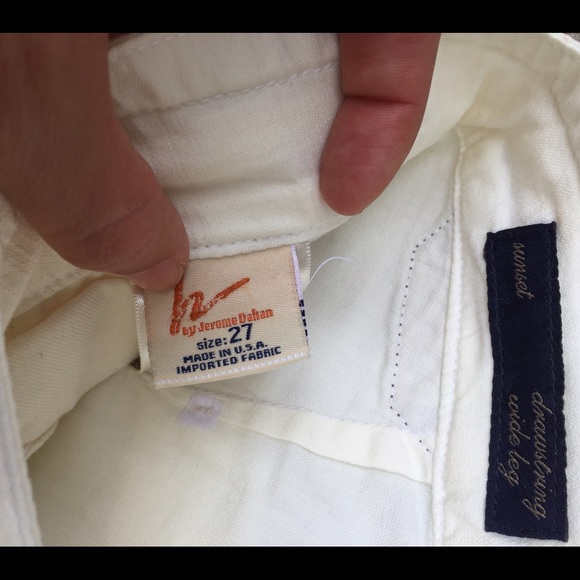 by Jerome Dahan
size: 27
MADE IN U.S.A.
IMPORTED FABRIC
sunset
drawstring
wide leg